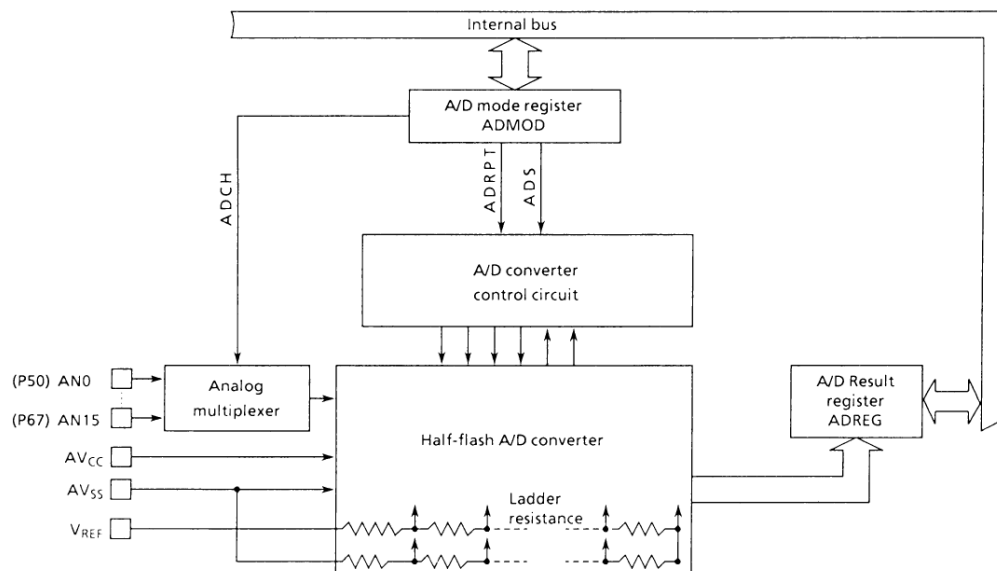 Internal bus
A/D mode register
ADMOD
ADCH
ADRPT
ADS
A/D converter
control circuit
(P50) AN0
(P67) AN15
Analog
multiplexer
A/D Result
register
ADREG
Half-flash A/D converter
AVCC
AVSS
VREF
Ladder
resistance